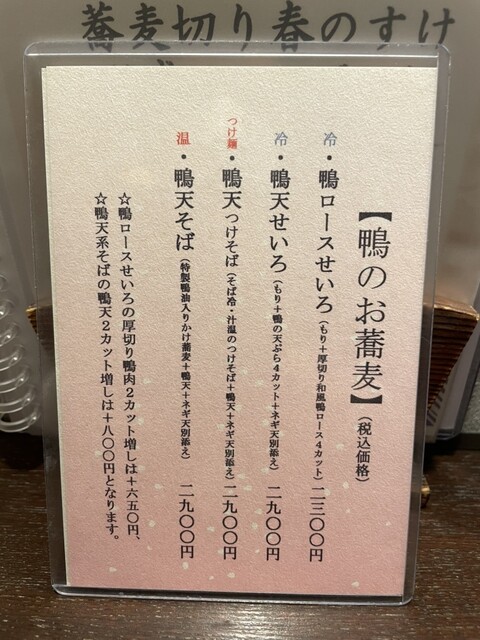 蕎麦切り春のすけ
【鴨のお蕎麦】（税込価格）
冷・鴨ロースせいろ（もり＋厚切り和風鴨ロース４カット）二三〇〇円
冷・鴨天せいろ（もり＋鴨の天ぷら４カット＋ネギ天別添え）二九〇〇円
つけ麺・鴨天つけそば（そば冷・汁温のつけそば＋鴨天＋ネギ天別添え）二九〇〇円
温・鴨天そば（特製鴨油入りかけ蕎麦＋鴨天＋ネギ天別添え）二九〇〇円
☆鴨ロースせいろの厚切り鴨肉２カット増しは＋六五〇円、
☆鴨天系そばの鴨天２カット増しは＋八〇〇円となります。